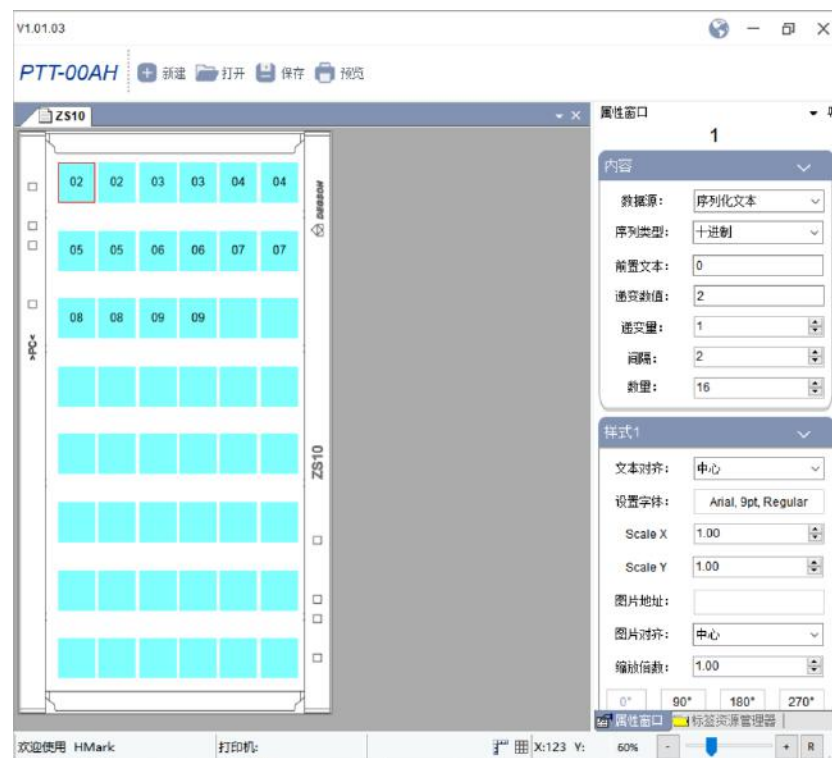 V1.01.03
PTT-00AH 新建 打开 保存 预览
ZS10
属性窗口
1
内容
数据源: 序列化文本
序列类型: 十进制
前置文本: 0
递变数值: 2
递变量: 1
间隔: 2
数量: 16
样式1
文本对齐: 中心
设置字体: Arial, 9pt, Regular
Scale X 1.00
Scale Y 1.00
图片地址:
图片对齐: 中心
缩放倍数: 1.00
0° 90° 180° 270°
属性窗口 标签资源管理器
02 02 03 03 04 04
05 05 06 06 07 07
08 08 09 09
DEGSON
>PC<
ZS10
欢迎使用 HMark 打印机: X:123 Y: 60% - + R